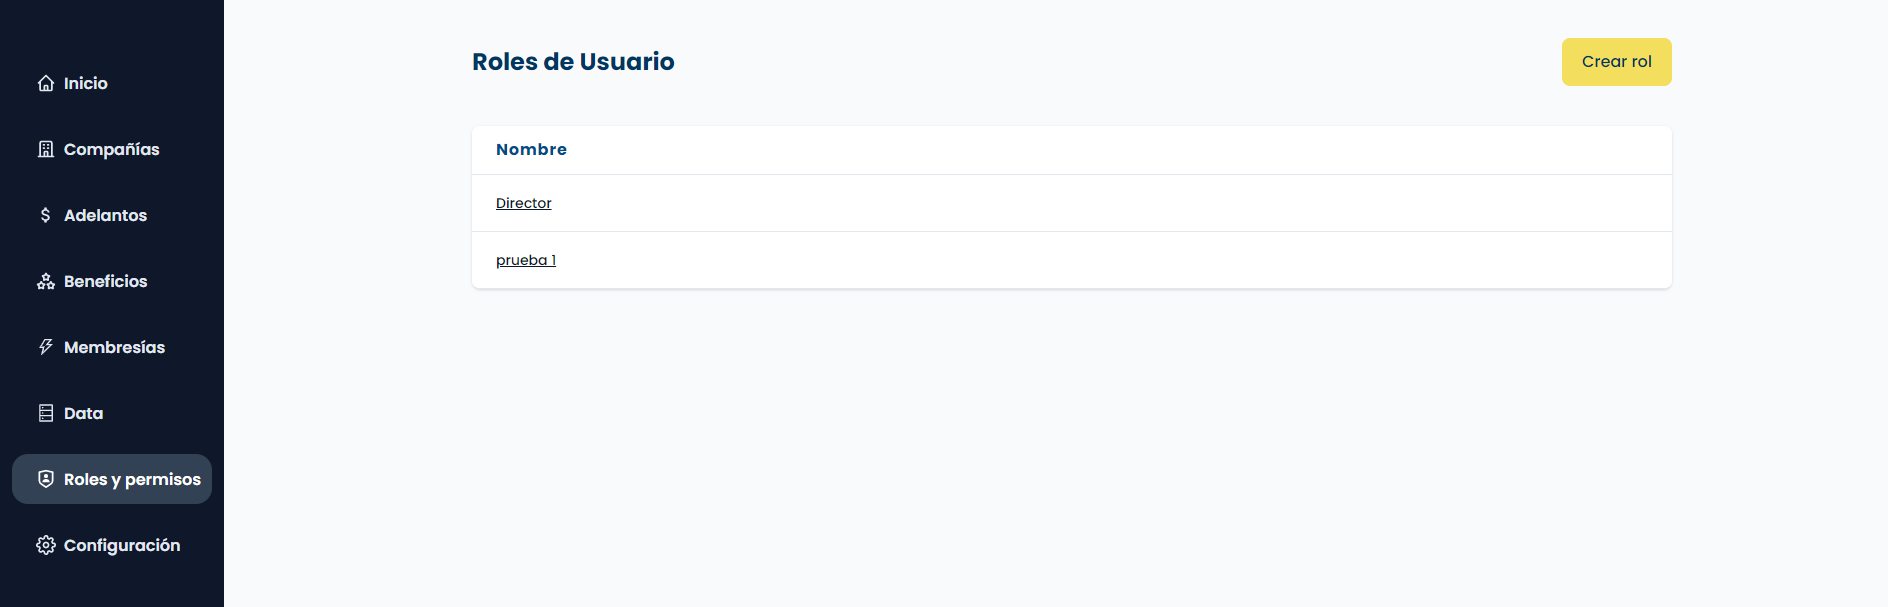 Inicio
Compañías
Adelantos
Beneficios
Membresías
Data
Roles y permisos
Configuración
Roles de Usuario
Crear rol
Nombre
Director
prueba 1